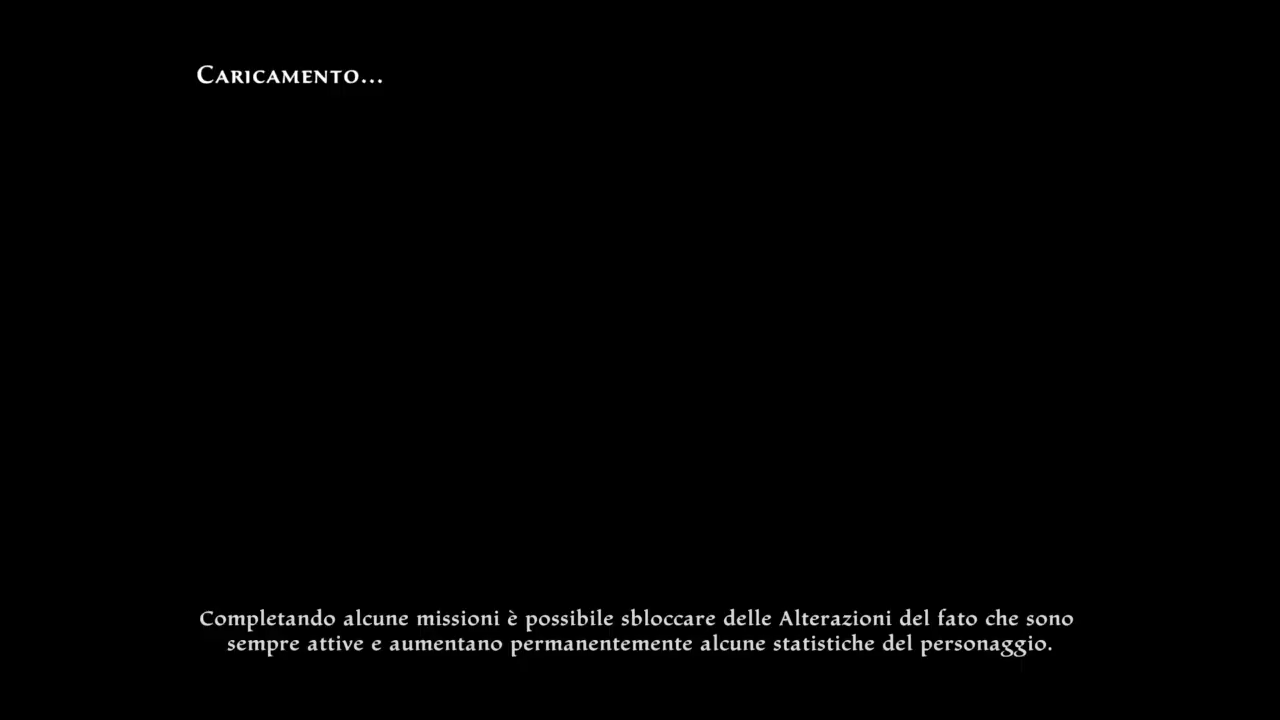 Caricamento...
Completando alcune missioni è possibile sbloccare delle Alterazioni del fato che sono
sempre attive e aumentano permanentemente alcune statistiche del personaggio.